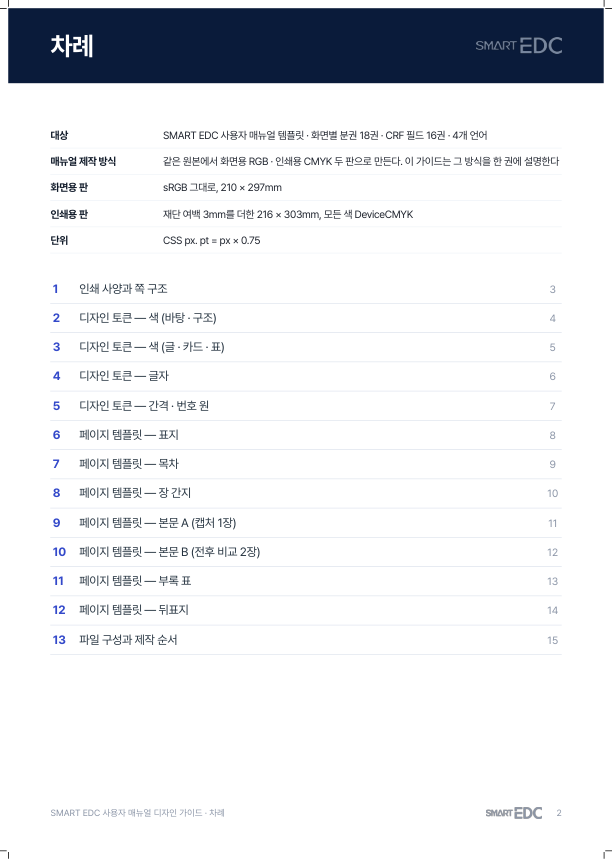 차례
SMART EDC
대상 SMART EDC 사용자 매뉴얼 템플릿 · 화면별 분권 18권 · CRF 필드 16권 · 4개 언어
매뉴얼 제작 방식 같은 원본에서 화면용 RGB · 인쇄용 CMYK 두 판으로 만든다. 이 가이드는 그 방식을 한 권에 설명한다
화면용 판 sRGB 그대로, 210 × 297mm
인쇄용 판 재단 여백 3mm를 더한 216 × 303mm, 모든 색 DeviceCMYK
단위 CSS px. pt = px × 0.75
1 인쇄 사양과 쪽 구조 3
2 디자인 토큰 — 색 (바탕 · 구조) 4
3 디자인 토큰 — 색 (글 · 카드 · 표) 5
4 디자인 토큰 — 글자 6
5 디자인 토큰 — 간격 · 번호 원 7
6 페이지 템플릿 — 표지 8
7 페이지 템플릿 — 목차 9
8 페이지 템플릿 — 장 간지 10
9 페이지 템플릿 — 본문 A (캡처 1장) 11
10 페이지 템플릿 — 본문 B (전후 비교 2장) 12
11 페이지 템플릿 — 부록 표 13
12 페이지 템플릿 — 뒤표지 14
13 파일 구성과 제작 순서 15
SMART EDC 사용자 매뉴얼 디자인 가이드 · 차례
SMART EDC 2